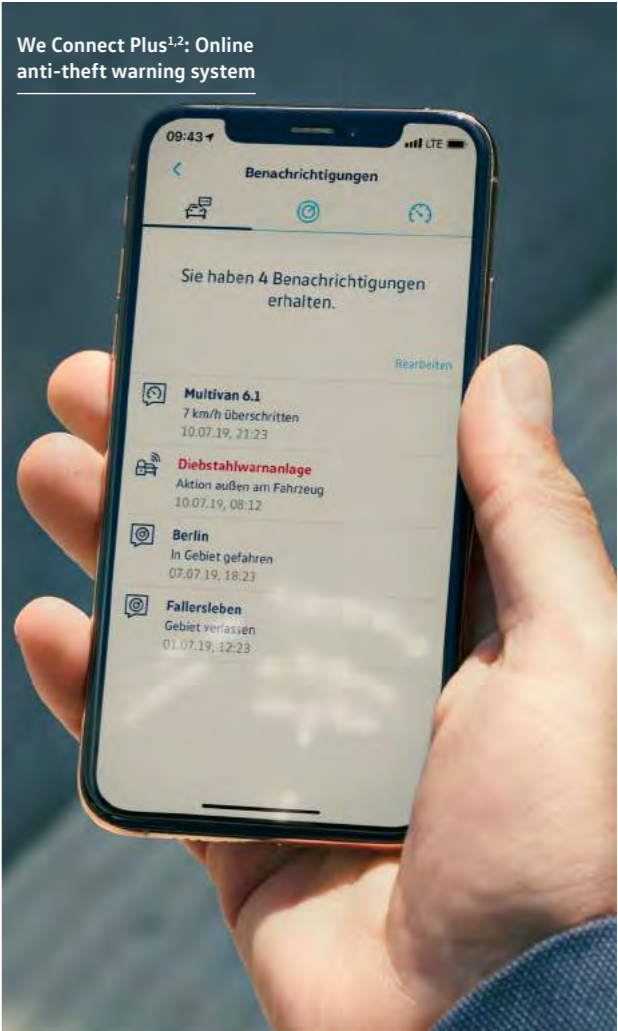 We Connect Plus1,2: Online
anti-theft warning system
09:43
LTE
Benachrichtigungen
Sie haben 4 Benachrichtigungen
erhalten.
Bearbeiten
Multivan 6.1
7 km/h überschritten
10.07.19, 21:23
Diebstahlwarnanlage
Aktion außen am Fahrzeug
10.07.19, 08:12
Berlin
In Gebiet gefahren
07.07.19, 18:23
Fallersleben
Gebiet verlassen
01.07.19, 12:23